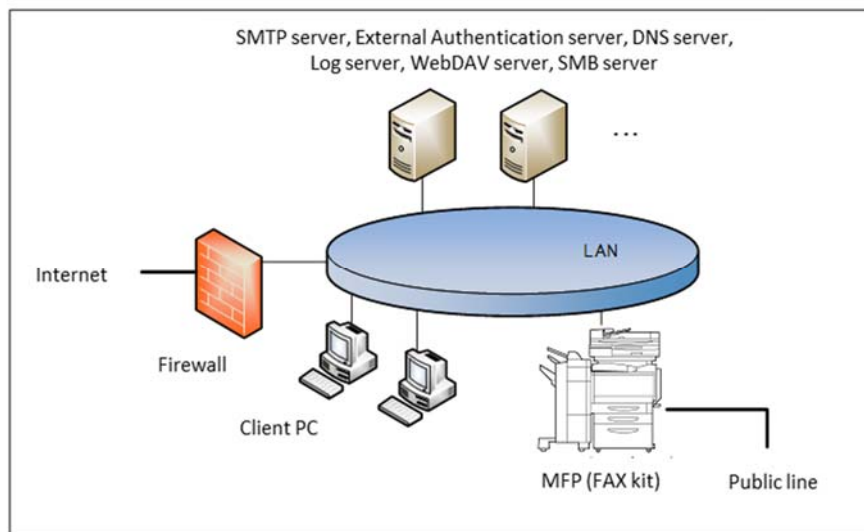 SMTP server, External Authentication server, DNS server,
Log server, WebDAV server, SMB server
...
LAN
Internet
Firewall
Client PC
MFP (FAX kit)
Public line